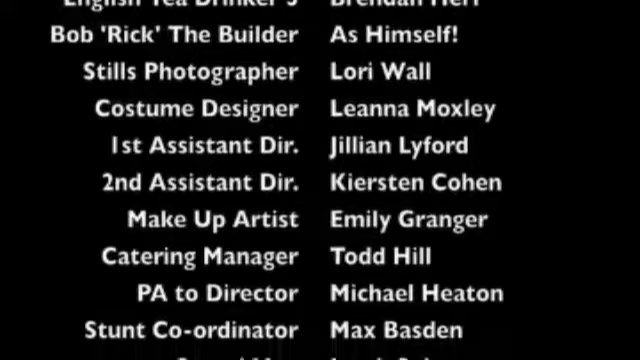 English Tea Drinker 3 Brendan
Bob 'Rick' The Builder As Himself!
Stills Photographer Lori Wall
Costume Designer Leanna Moxley
1st Assistant Dir. Jillian Lyford
2nd Assistant Dir. Kiersten Cohen
Make Up Artist Emily Granger
Catering Manager Todd Hill
PA to Director Michael Heaton
Stunt Co-ordinator Max Basden